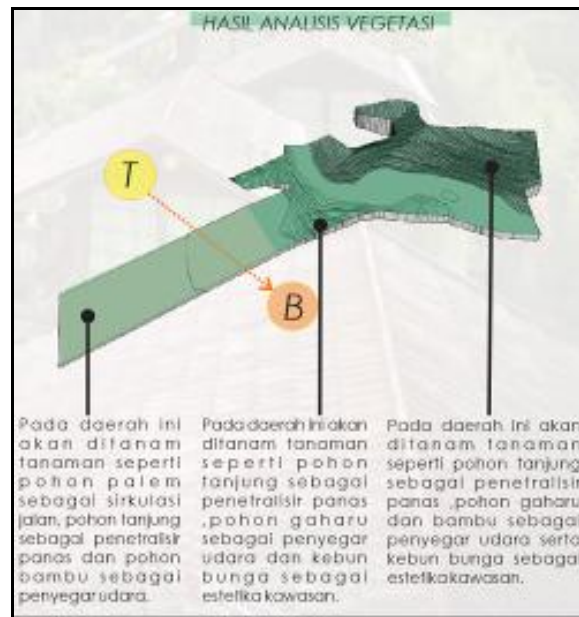 HASIL ANALISIS VEGETASI
T
B
Pada daerah ini
akan ditanam
tanaman seperti
pohon palem
sebagai sirkulasi
jalan, pohon tanjung
sebagai penetralisir
panas dan pohon
bambu sebagai
penyegar udara.
Pada daerah ini akan
ditanam tanaman
seperti pohon
tanjung sebagai
penetralisir panas
,pohon gaharu
sebagai penyegar
udara dan kebun
bunga sebagai
estetika kawasan.
Pada daerah ini akan
ditanam tanaman
seperti pohon tanjung
sebagai penetralisir
panas ,pohon gaharu
dan bambu sebagai
penyegar udara serta
kebun bunga sebagai
estetika kawasan.